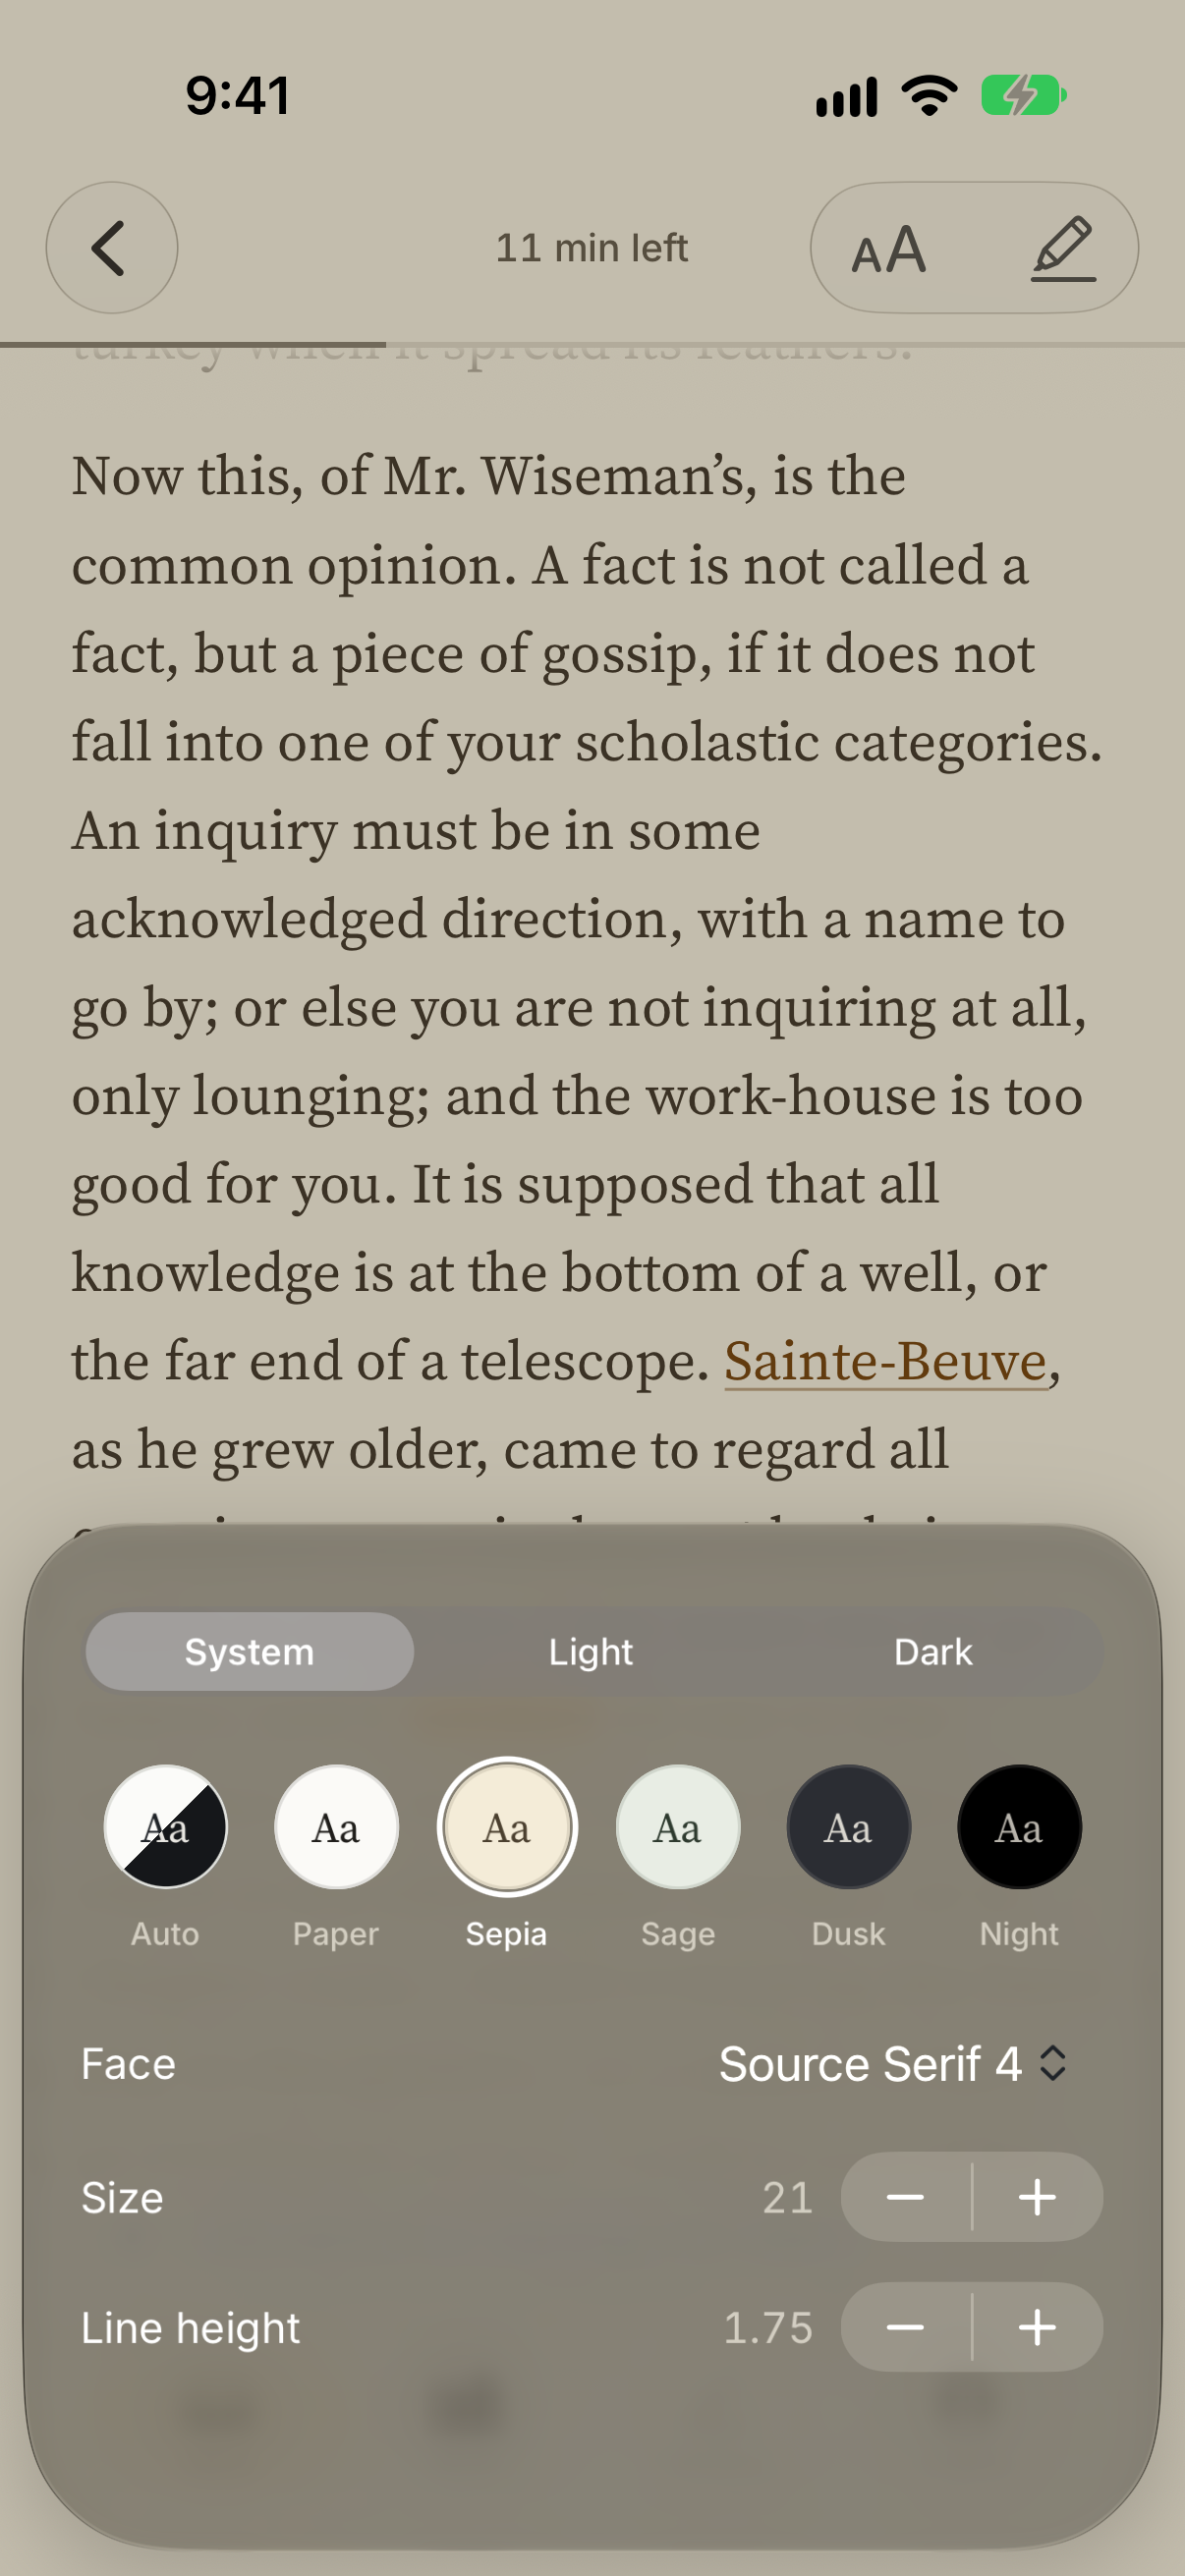 9:41
11 min left
AA
turkey when it spread its feathers.
Now this, of Mr. Wiseman’s, is the
common opinion. A fact is not called a
fact, but a piece of gossip, if it does not
fall into one of your scholastic categories.
An inquiry must be in some
acknowledged direction, with a name to
go by; or else you are not inquiring at all,
only lounging; and the work-house is too
good for you. It is supposed that all
knowledge is at the bottom of a well, or
the far end of a telescope. Sainte-Beuve,
as he grew older, came to regard all
System Light Dark
Aa Aa Aa Aa Aa Aa
Auto Paper Sepia Sage Dusk Night
Face Source Serif 4
Size 21 − +
Line height 1.75 − +